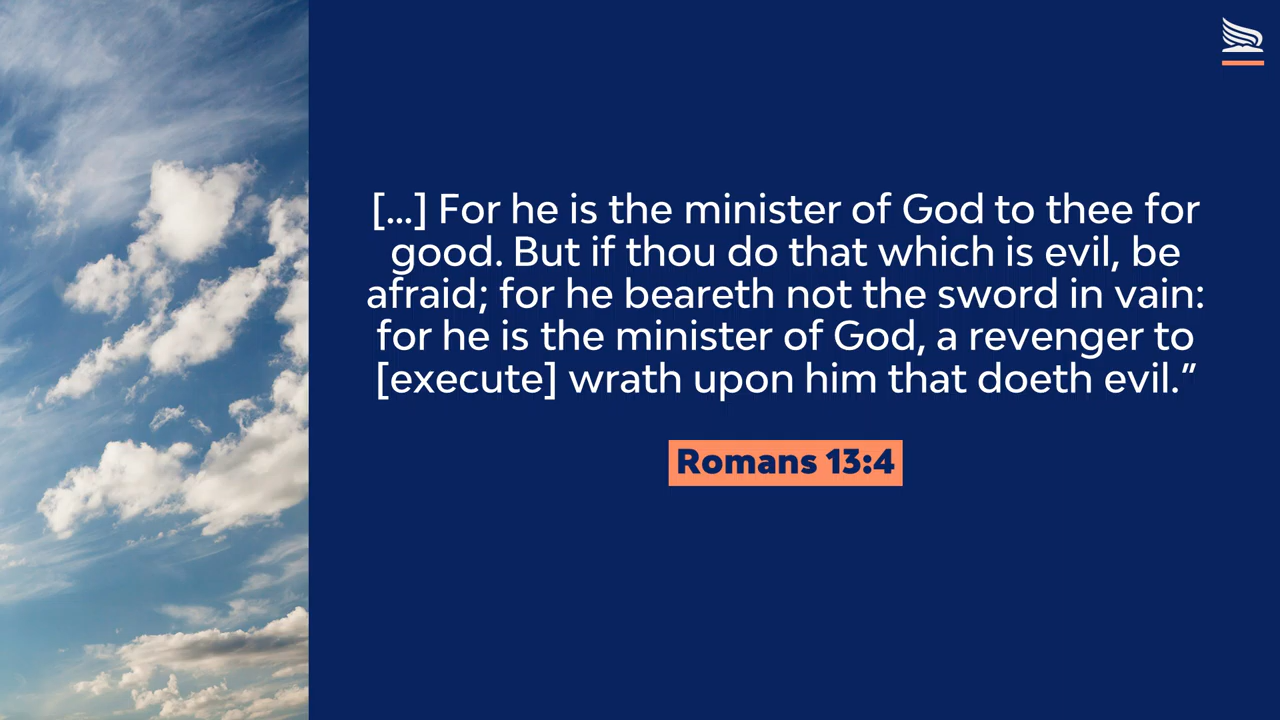 [...] For he is the minister of God to thee for
good. But if thou do that which is evil, be
afraid; for he beareth not the sword in vain:
for he is the minister of God, a revenger to
[execute] wrath upon him that doeth evil.”
Romans 13:4